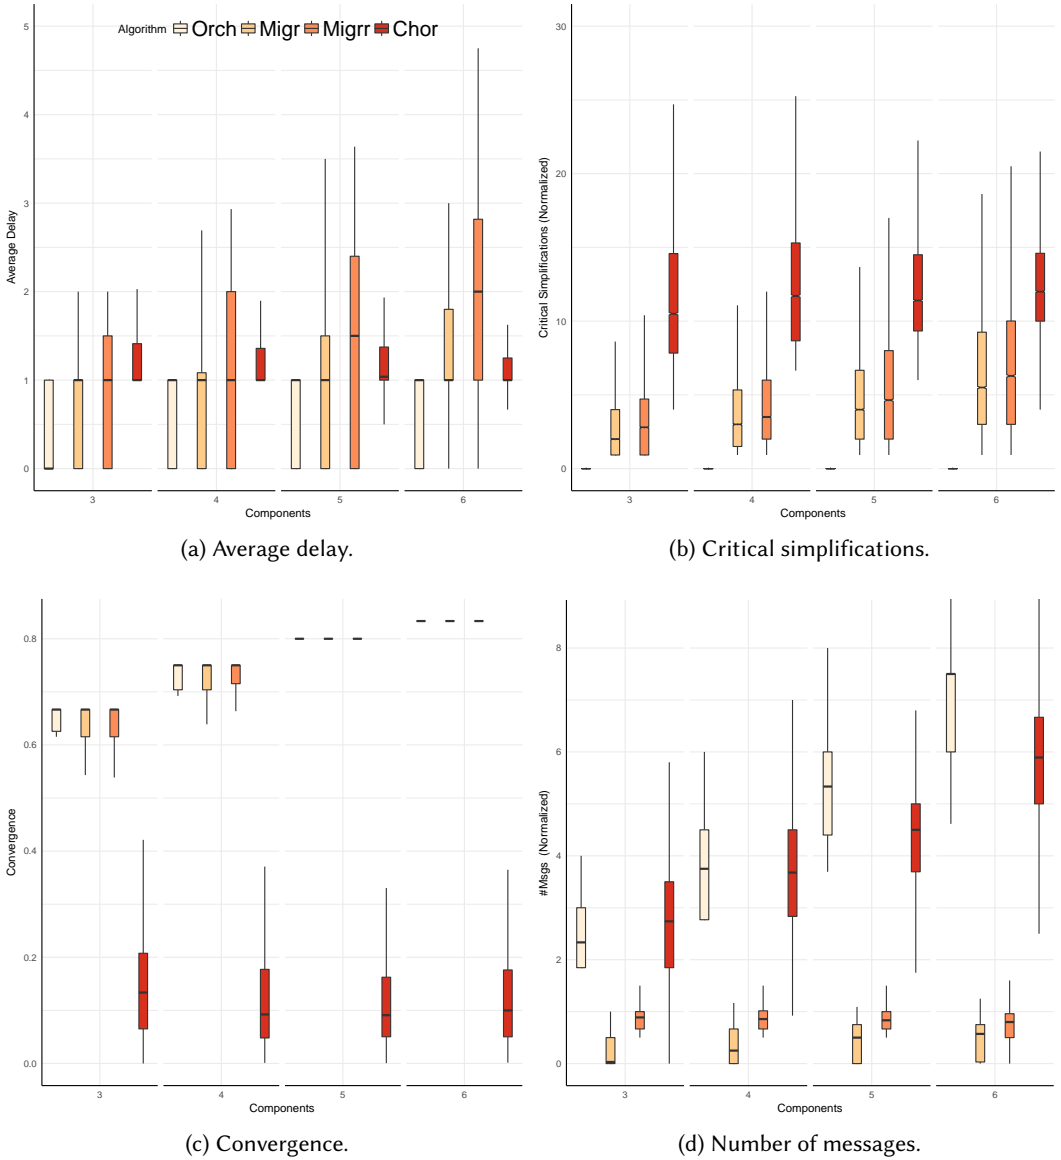 Algorithm Orch Migr Migrr Chor
Average Delay
5
4
3
2
1
0
3 4 5 6
Components
(a) Average delay.
Critical Simplifications (Normalized)
30
20
10
0
3 4 5 6
Components
(b) Critical simplifications.
Convergence
0.8
0.6
0.4
0.2
0.0
3 4 5 6
Components
(c) Convergence.
#Msgs (Normalized)
8
6
4
2
0
3 4 5 6
Components
(d) Number of messages.